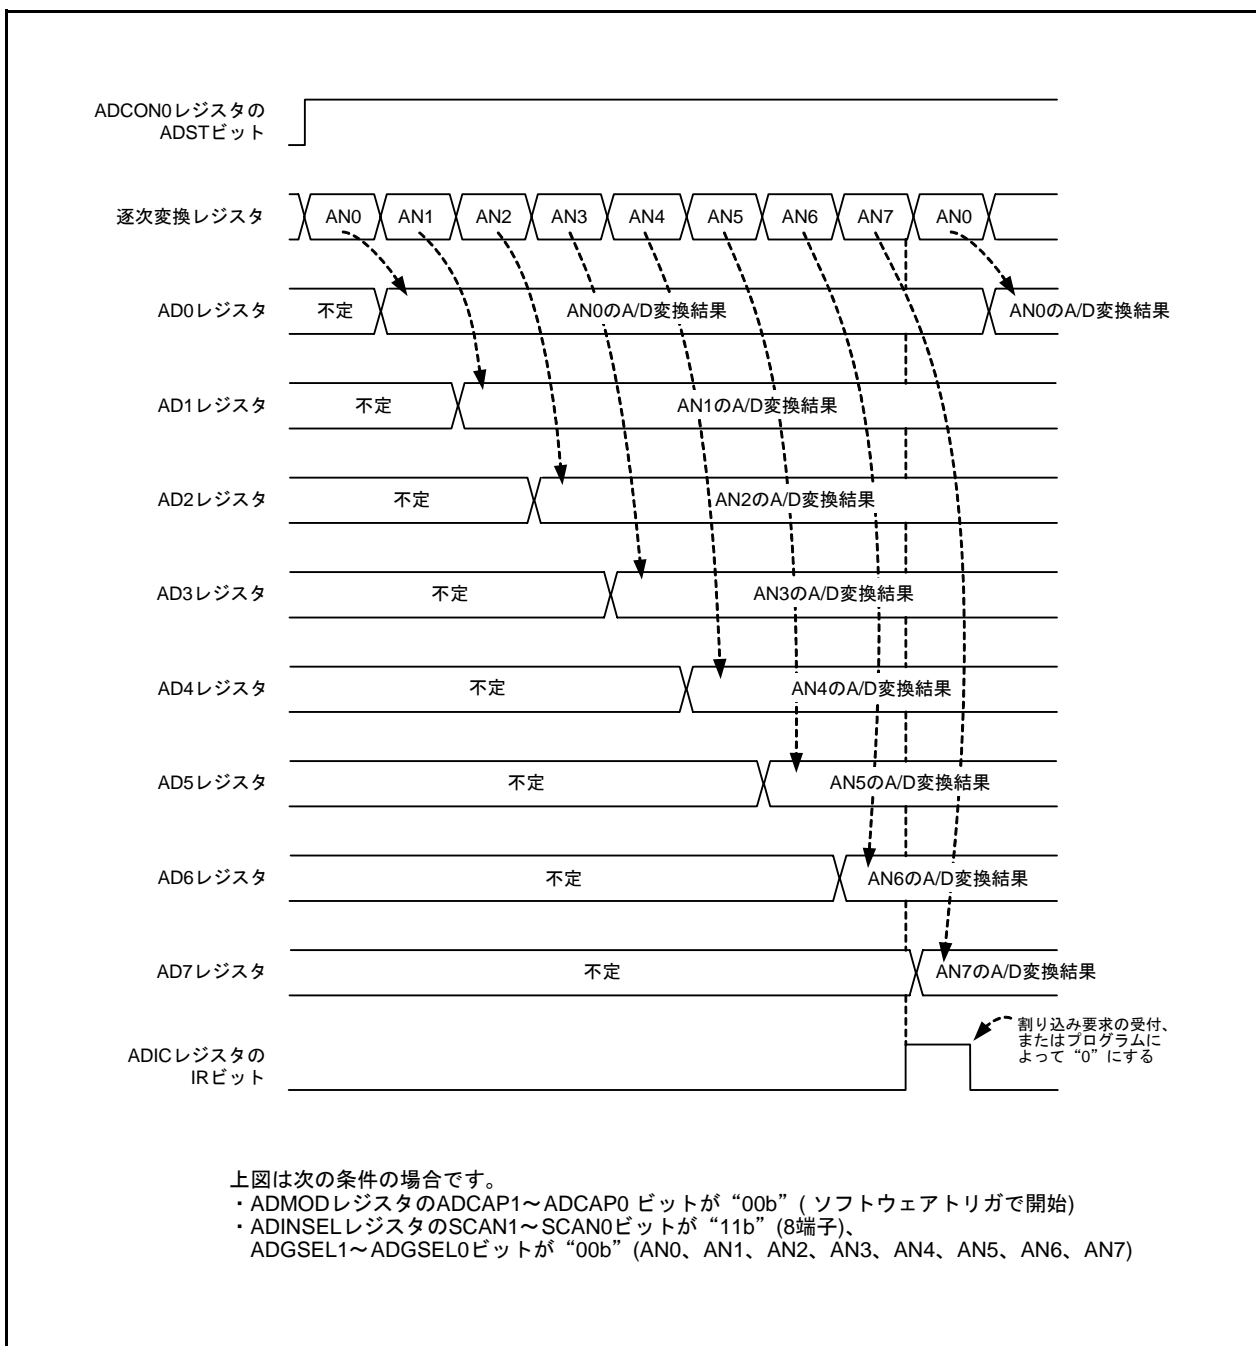 ADCON0レジスタの
ADSTビット
逐次変換レジスタ
AN0 AN1 AN2 AN3 AN4 AN5 AN6 AN7 AN0
AD0レジスタ 不定 AN0のA/D変換結果 AN0のA/D変換結果
AD1レジスタ 不定 AN1のA/D変換結果
AD2レジスタ 不定 AN2のA/D変換結果
AD3レジスタ 不定 AN3のA/D変換結果
AD4レジスタ 不定 AN4のA/D変換結果
AD5レジスタ 不定 AN5のA/D変換結果
AD6レジスタ 不定 AN6のA/D変換結果
AD7レジスタ 不定 AN7のA/D変換結果
ADICレジスタの
IRビット
割り込み要求の受付、
またはプログラムに
よって“0”にする
上図は次の条件の場合です。
・ADMODレジスタのADCAP1～ADCAP0 ビットが“00b” ( ソフトウェアトリガで開始)
・ADINSELレジスタのSCAN1～SCAN0ビットが“11b” (8端子)、
ADGSEL1～ADGSEL0ビットが“00b” (AN0、AN1、AN2、AN3、AN4、AN5、AN6、AN7)